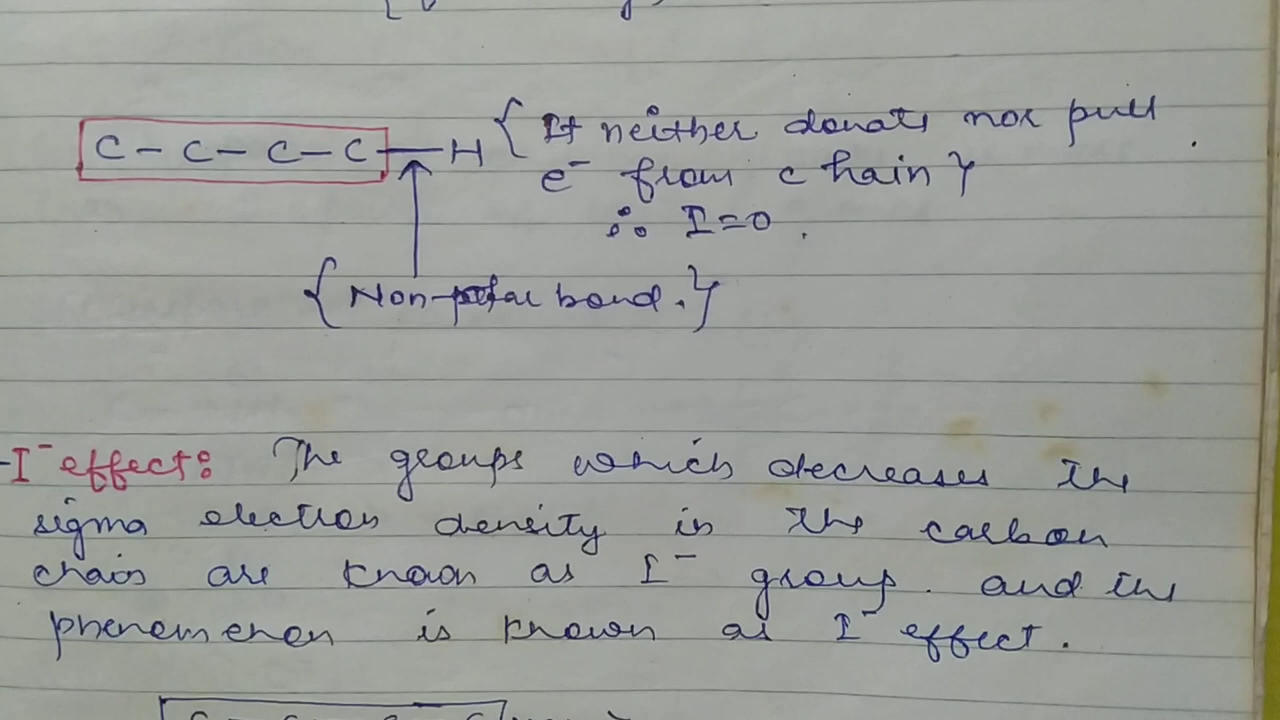 C - C - C - C — H { It neither donats nor pull
e⁻ from chain }
∴ I = 0 .
{ Non-polar bond. }
-I⁻ effect: The groups which decreases the
sigma electron density in the carbon
chain are known as I⁻ group. and the
phenomenon is known as I⁻ effect.